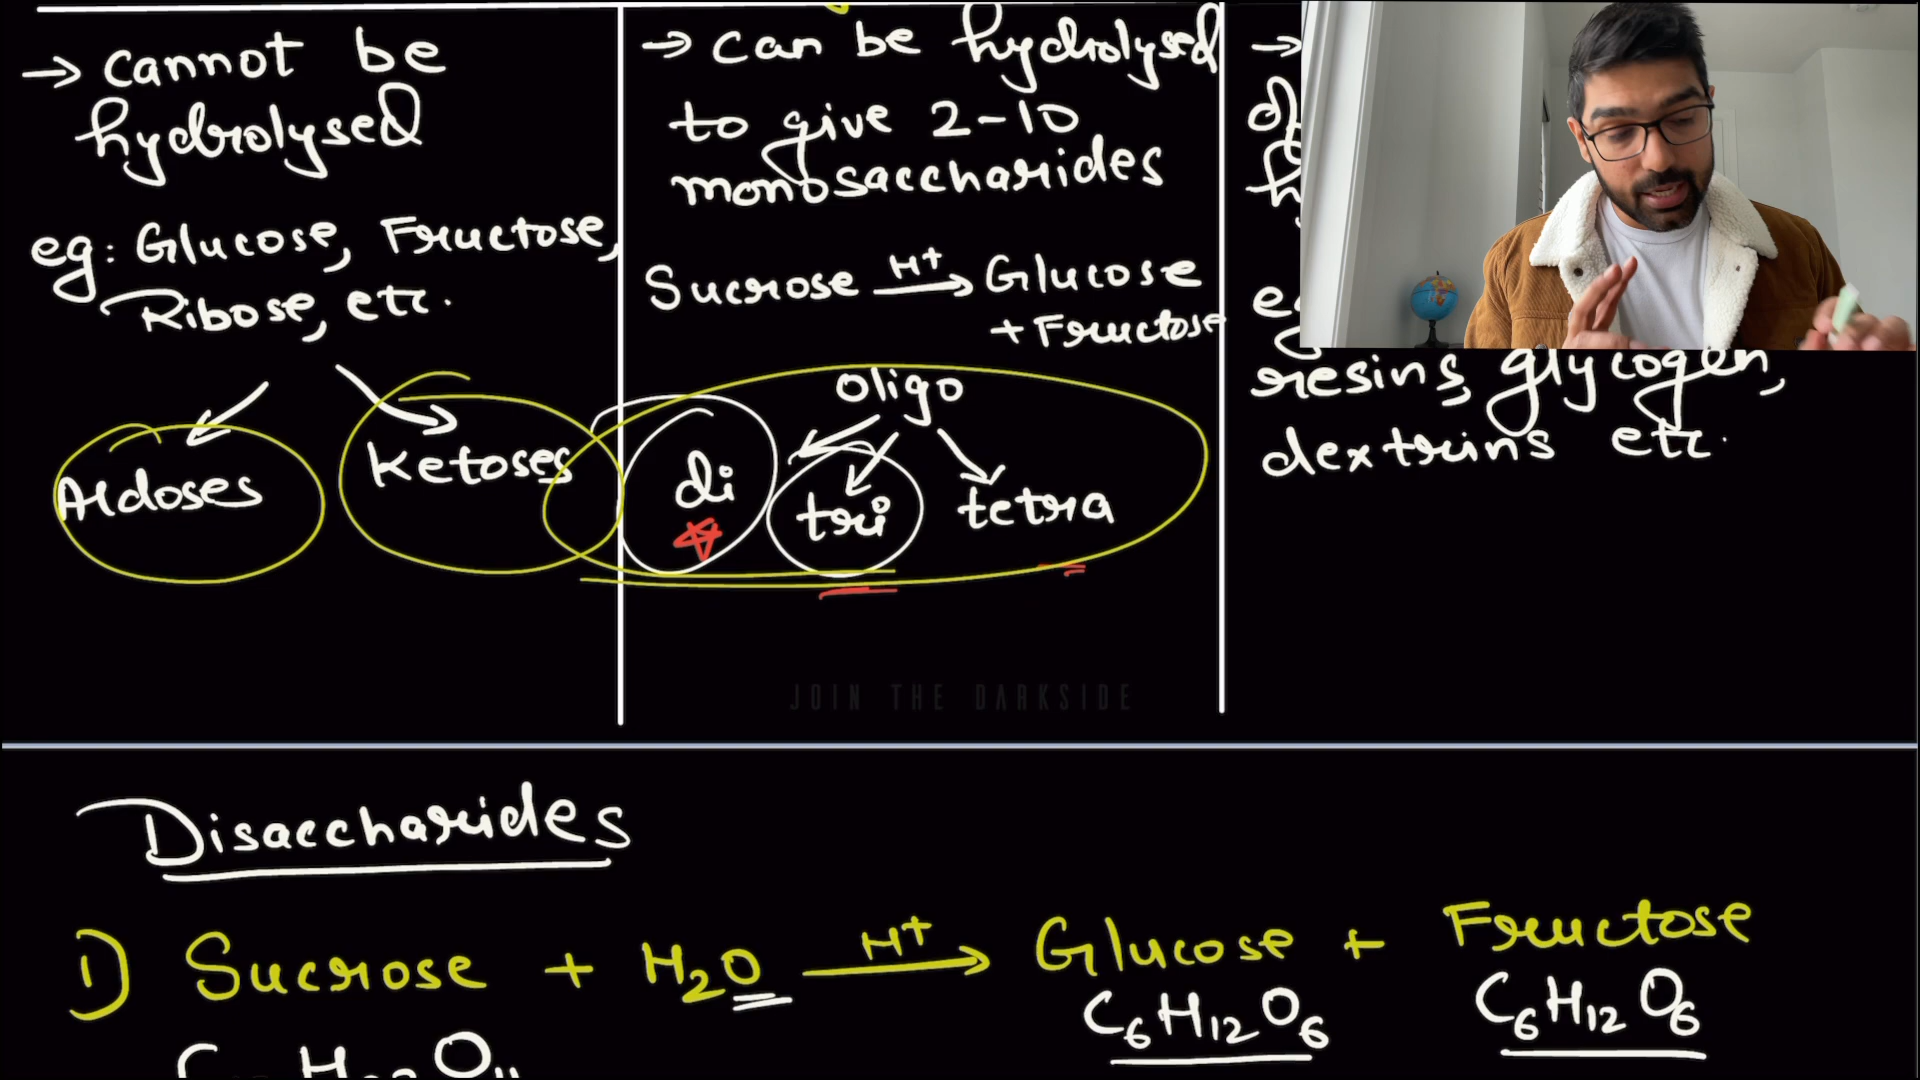 → cannot be
hydrolysed
eg: Glucose, Fructose,
Ribose, etc.
Aldoses
Ketoses
→ can be hydrolysed
to give 2-10
monosaccharides
Sucrose H+ → Glucose
+ Fructose
Oligo
di
tri
tetra
→
resins, glycogen,
dextrins etc.
JOIN THE DARKSIDE
Disaccharides
1) Sucrose + H2O H+ → Glucose + Fructose
C6H12O6 C6H12O6